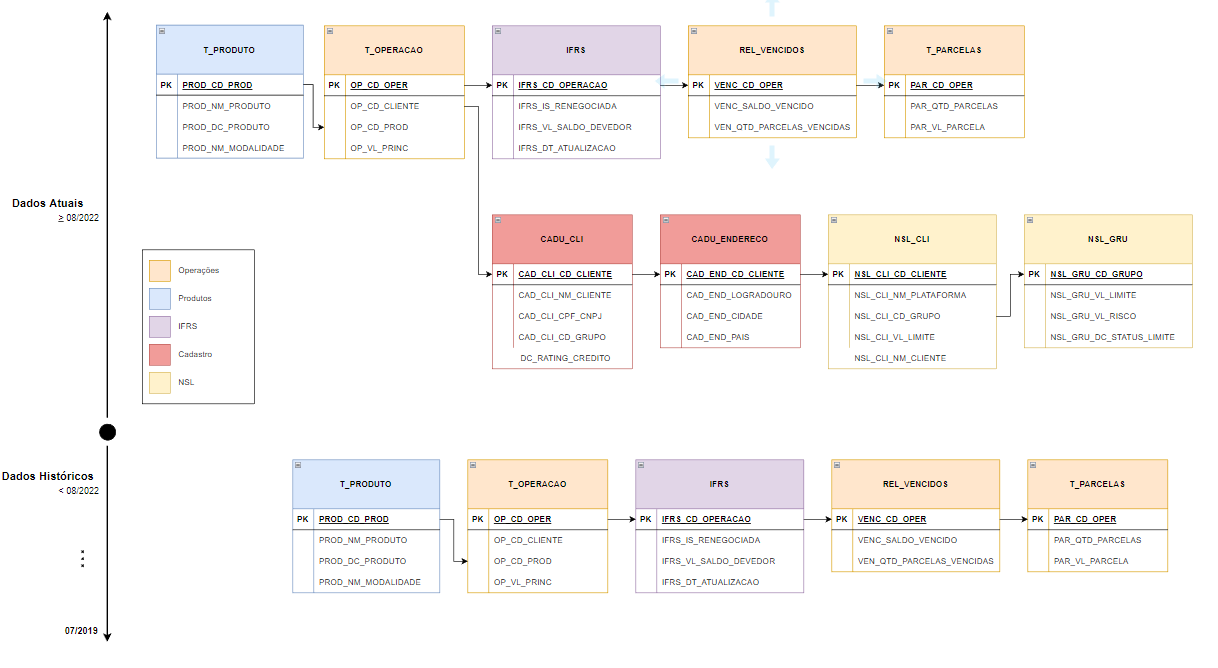 T_PRODUTO
PK PROD_CD_PROD
PROD_NM_PRODUTO
PROD_DC_PRODUTO
PROD_NM_MODALIDADE
T_OPERACAO
PK OP_CD_OPER
OP_CD_CLIENTE
OP_CD_PROD
OP_VL_PRINC
IFRS
PK IFRS_CD_OPERACAO
IFRS_IS_RENEGOCIADA
IFRS_VL_SALDO_DEVEDOR
IFRS_DT_ATUALIZACAO
REL_VENCIDOS
PK VENC_CD_OPER
VENC_SALDO_VENCIDO
VEN_QTD_PARCELAS_VENCIDAS
T_PARCELAS
PK PAR_CD_OPER
PAR_QTD_PARCELAS
PAR_VL_PARCELA
Dados Atuais
≥ 08/2022
CADU_CLI
PK CAD_CLI_CD_CLIENTE
CAD_CLI_NM_CLIENTE
CAD_CLI_CPF_CNPJ
CAD_CLI_CD_GRUPO
DC_RATING_CREDITO
CADU_ENDERECO
PK CAD_END_CD_CLIENTE
CAD_END_LOGRADOURO
CAD_END_CIDADE
CAD_END_PAIS
NSL_CLI
PK NSL_CLI_CD_CLIENTE
NSL_CLI_NM_PLATAFORMA
NSL_CLI_CD_GRUPO
NSL_CLI_VL_LIMITE
NSL_CLI_NM_CLIENTE
NSL_GRU
PK NSL_GRU_CD_GRUPO
NSL_GRU_VL_LIMITE
NSL_GRU_VL_RISCO
NSL_GRU_DC_STATUS_LIMITE
Operações
Produtos
IFRS
Cadastro
NSL
Dados Históricos
< 08/2022
07/2019
T_PRODUTO
PK PROD_CD_PROD
PROD_NM_PRODUTO
PROD_DC_PRODUTO
PROD_NM_MODALIDADE
T_OPERACAO
PK OP_CD_OPER
OP_CD_CLIENTE
OP_CD_PROD
OP_VL_PRINC
IFRS
PK IFRS_CD_OPERACAO
IFRS_IS_RENEGOCIADA
IFRS_VL_SALDO_DEVEDOR
IFRS_DT_ATUALIZACAO
REL_VENCIDOS
PK VENC_CD_OPER
VENC_SALDO_VENCIDO
VEN_QTD_PARCELAS_VENCIDAS
T_PARCELAS
PK PAR_CD_OPER
PAR_QTD_PARCELAS
PAR_VL_PARCELA